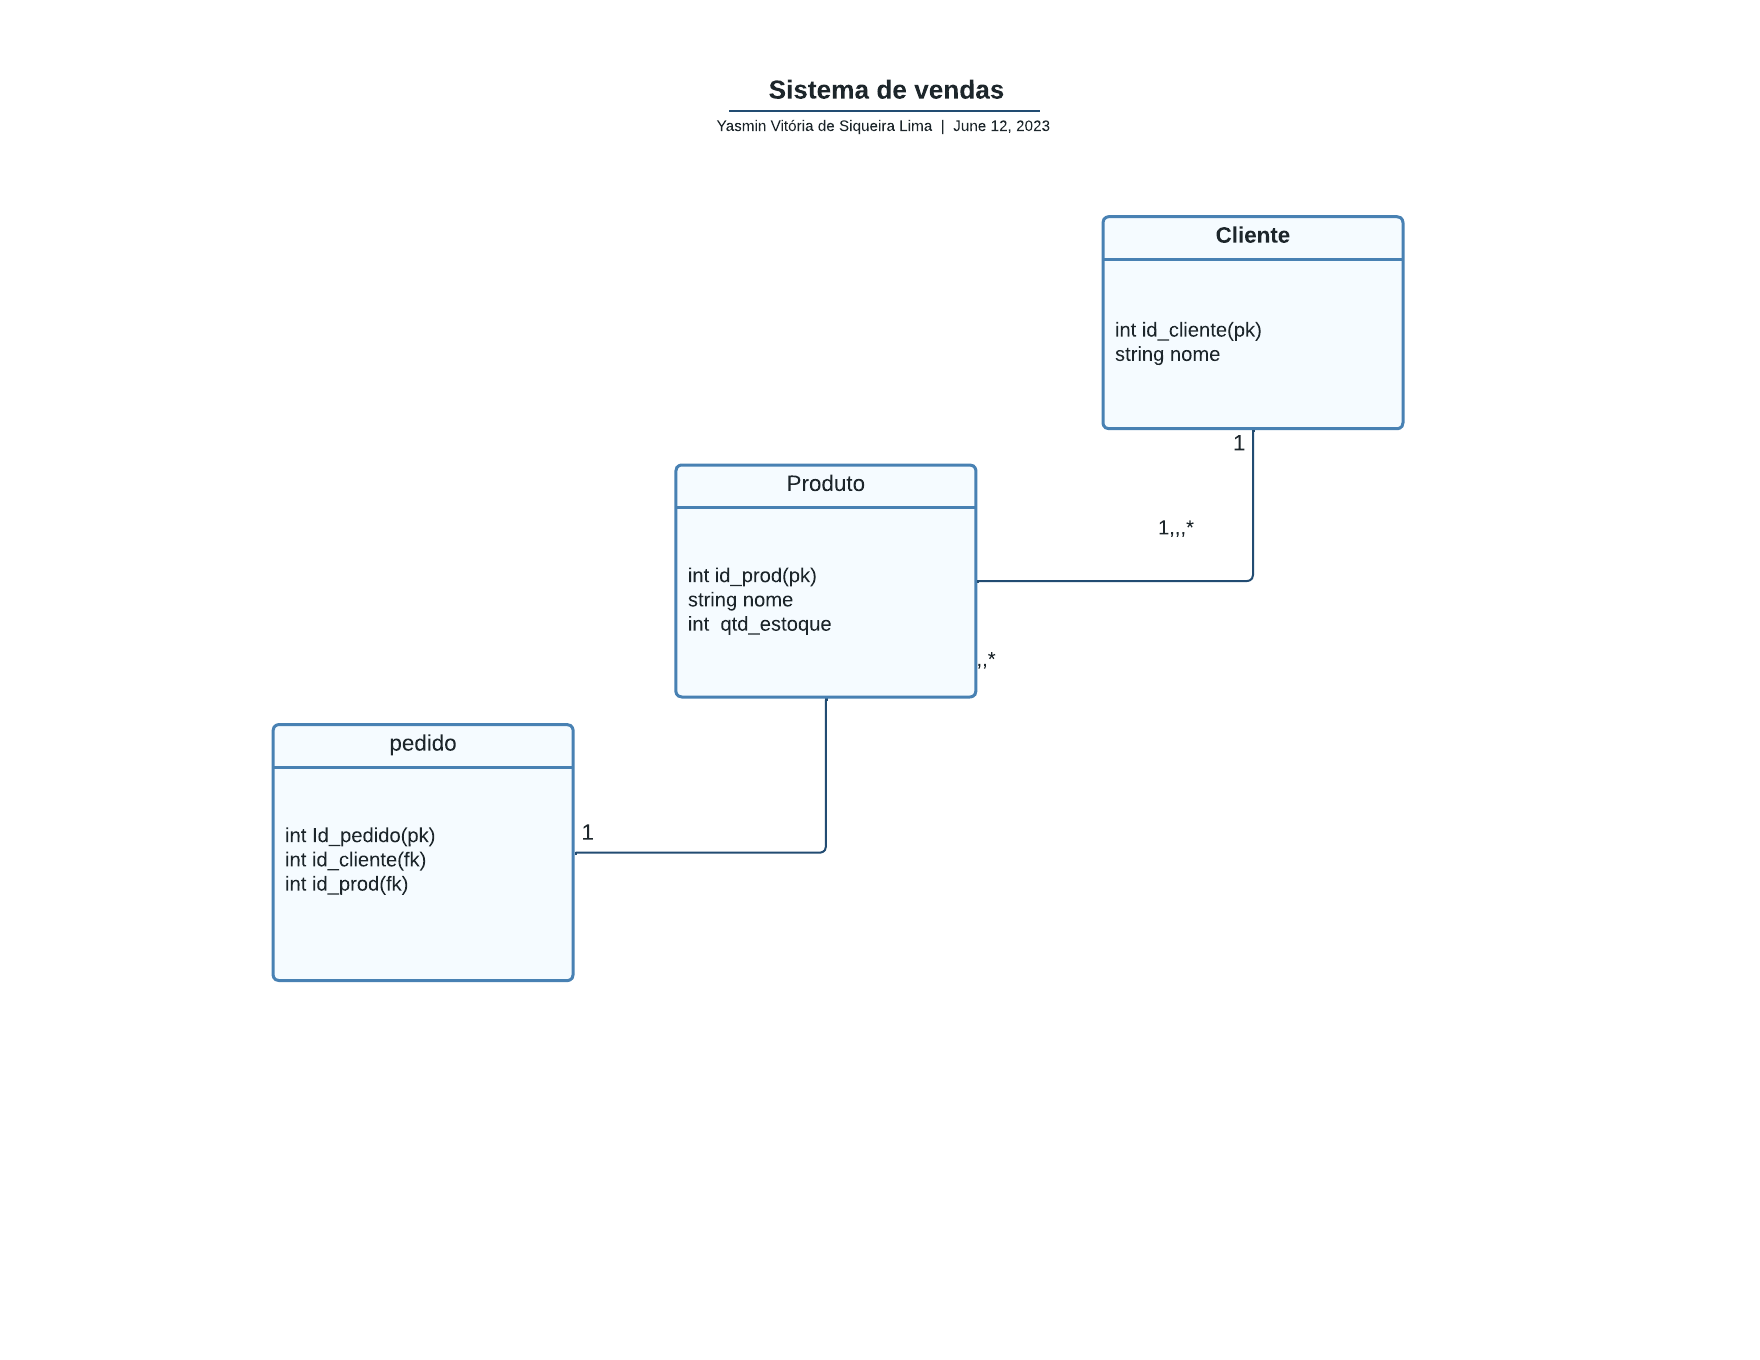 Sistema de vendas
Yasmin Vitória de Siqueira Lima | June 12, 2023
Cliente
int id_cliente(pk)
string nome
1
1,,,*
Produto
int id_prod(pk)
string nome
int  qtd_estoque
,,*
pedido
int Id_pedido(pk)
int id_cliente(fk)
int id_prod(fk)
1